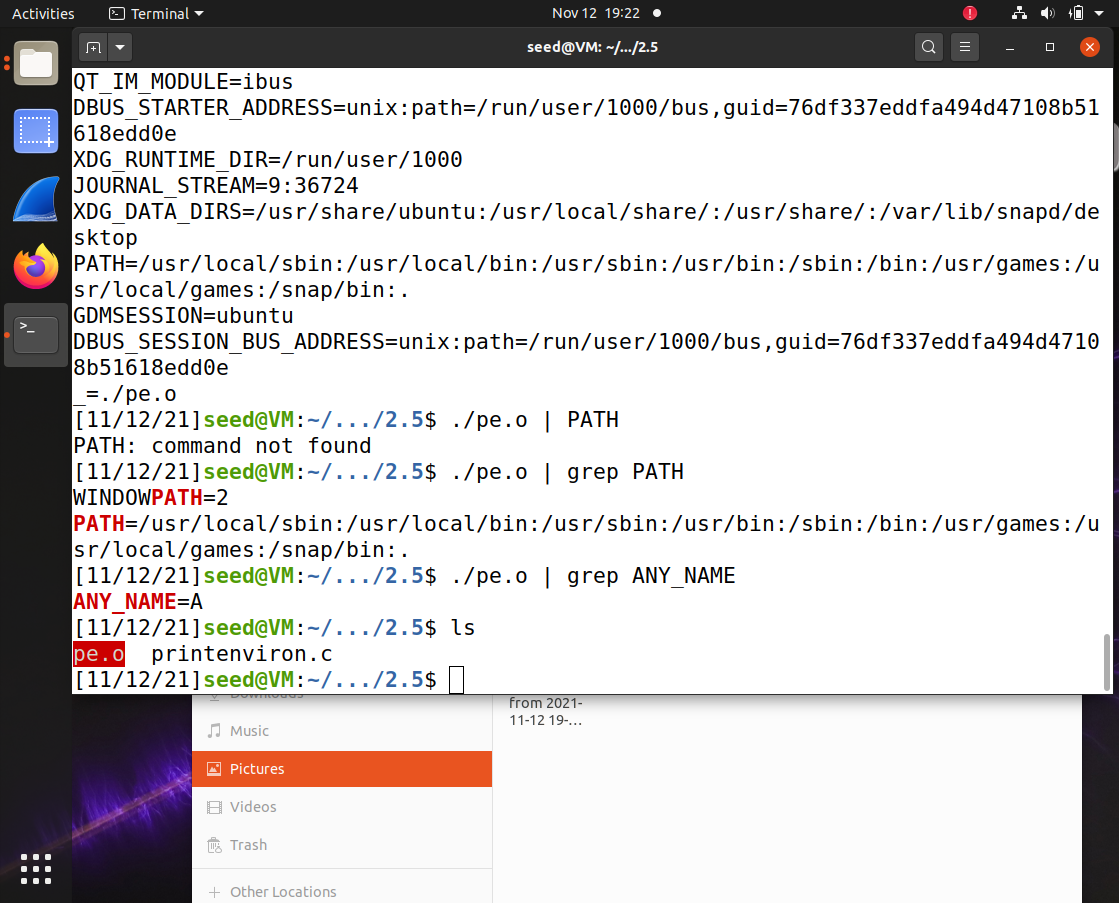 Activities
Terminal
Nov 12 19:22
seed@VM: ~/.../2.5
QT_IM_MODULE=ibus
DBUS_STARTER_ADDRESS=unix:path=/run/user/1000/bus,guid=76df337eddfa494d47108b51
618edd0e
XDG_RUNTIME_DIR=/run/user/1000
JOURNAL_STREAM=9:36724
XDG_DATA_DIRS=/usr/share/ubuntu:/usr/local/share/:/usr/share/:/var/lib/snapd/de
sktop
PATH=/usr/local/sbin:/usr/local/bin:/usr/sbin:/usr/bin:/sbin:/bin:/usr/games:/u
sr/local/games:/snap/bin:.
GDMSESSION=ubuntu
DBUS_SESSION_BUS_ADDRESS=unix:path=/run/user/1000/bus,guid=76df337eddfa494d4710
8b51618edd0e
_=./pe.o
[11/12/21]seed@VM:~/.../2.5$ ./pe.o | PATH
PATH: command not found
[11/12/21]seed@VM:~/.../2.5$ ./pe.o | grep PATH
WINDOWPATH=2
PATH=/usr/local/sbin:/usr/local/bin:/usr/sbin:/usr/bin:/sbin:/bin:/usr/games:/u
sr/local/games:/snap/bin:.
[11/12/21]seed@VM:~/.../2.5$ ./pe.o | grep ANY_NAME
ANY_NAME=A
[11/12/21]seed@VM:~/.../2.5$ ls
pe.o  printenviron.c
[11/12/21]seed@VM:~/.../2.5$
Downloads
from 2021-
11-12 19-…
Music
Pictures
Videos
Trash
Other Locations